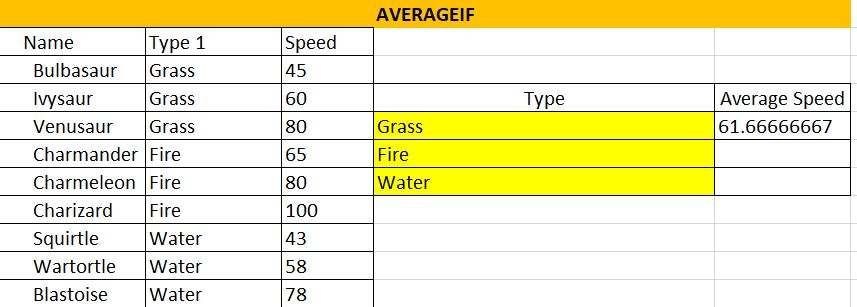 AVERAGEIF
Name Type 1 Speed
Bulbasaur Grass 45
Ivysaur Grass 60 Type Average Speed
Venusaur Grass 80 Grass 61.66666667
Charmander Fire 65 Fire
Charmeleon Fire 80 Water
Charizard Fire 100
Squirtle Water 43
Wartortle Water 58
Blastoise Water 78